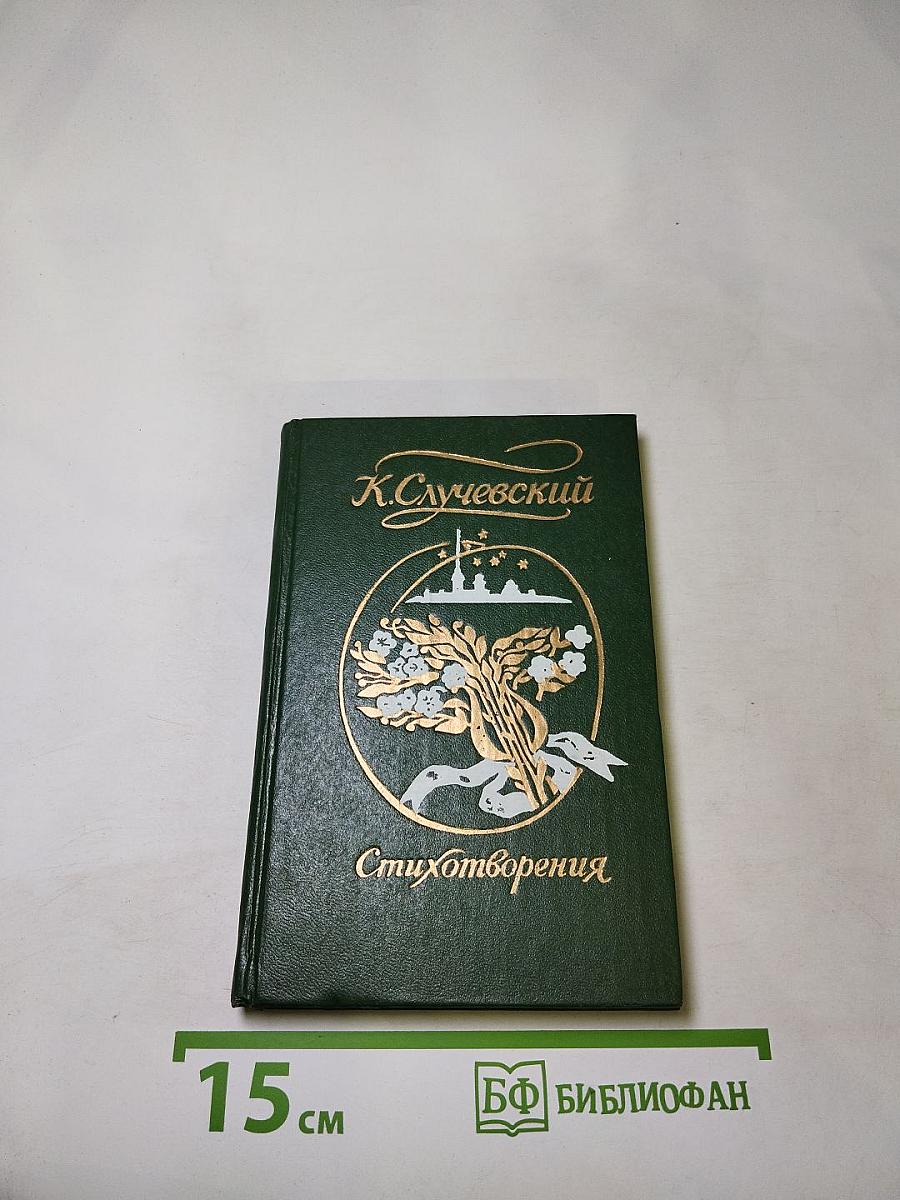 К. Случевский
Стихотворения
15 см
БФ БИБЛИОФАН